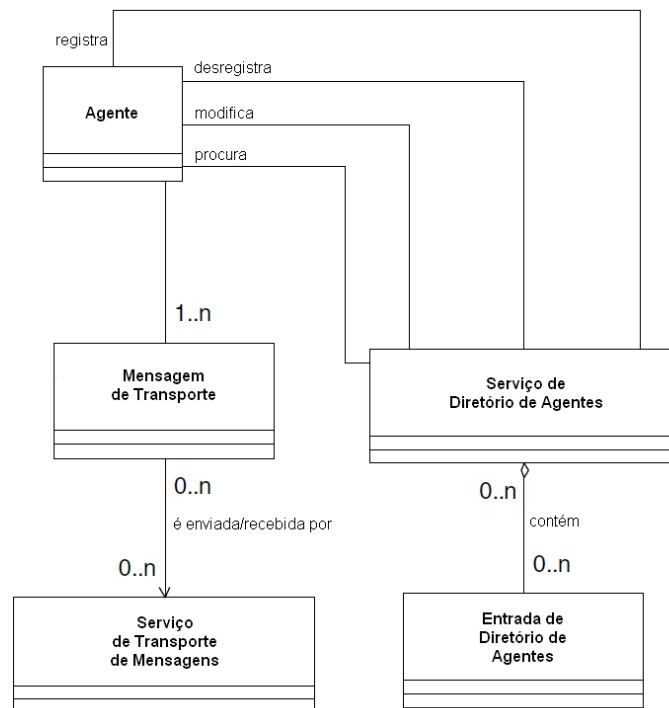 registra
desregistra
Agente
modifica
procura
1..n
Mensagem
de Transporte
Serviço de
Diretório de Agentes
0..n
0..n
é enviada/recebida por
contém
0..n
0..n
Serviço
de Transporte
de Mensagens
Entrada de
Diretório de
Agentes